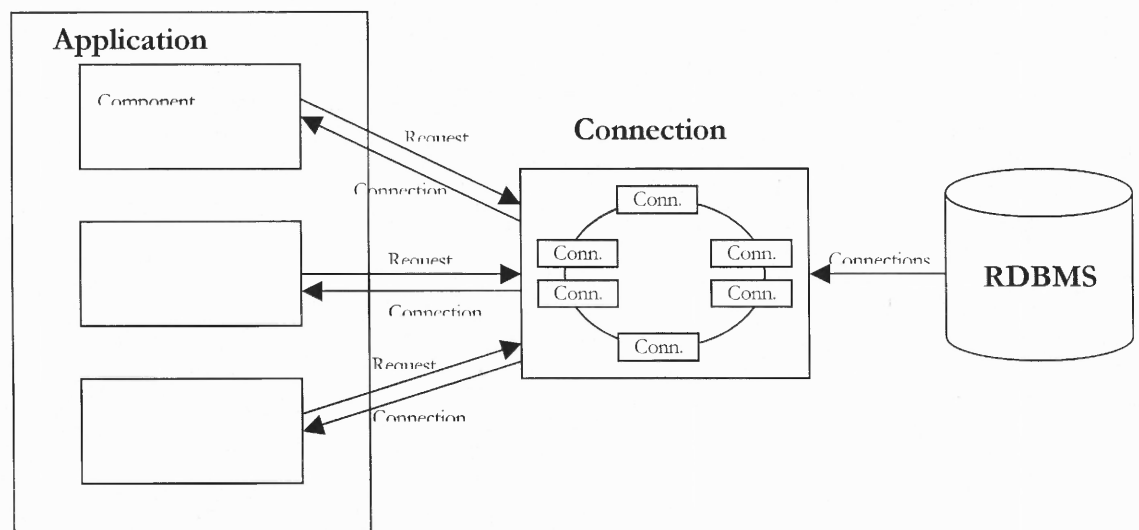 Application
Component
Request
Connection
Connection
Conn.
Conn.
Conn.
Request
Connections
RDBMS
Conn.
Conn.
Connection
Conn.
Request
Connection